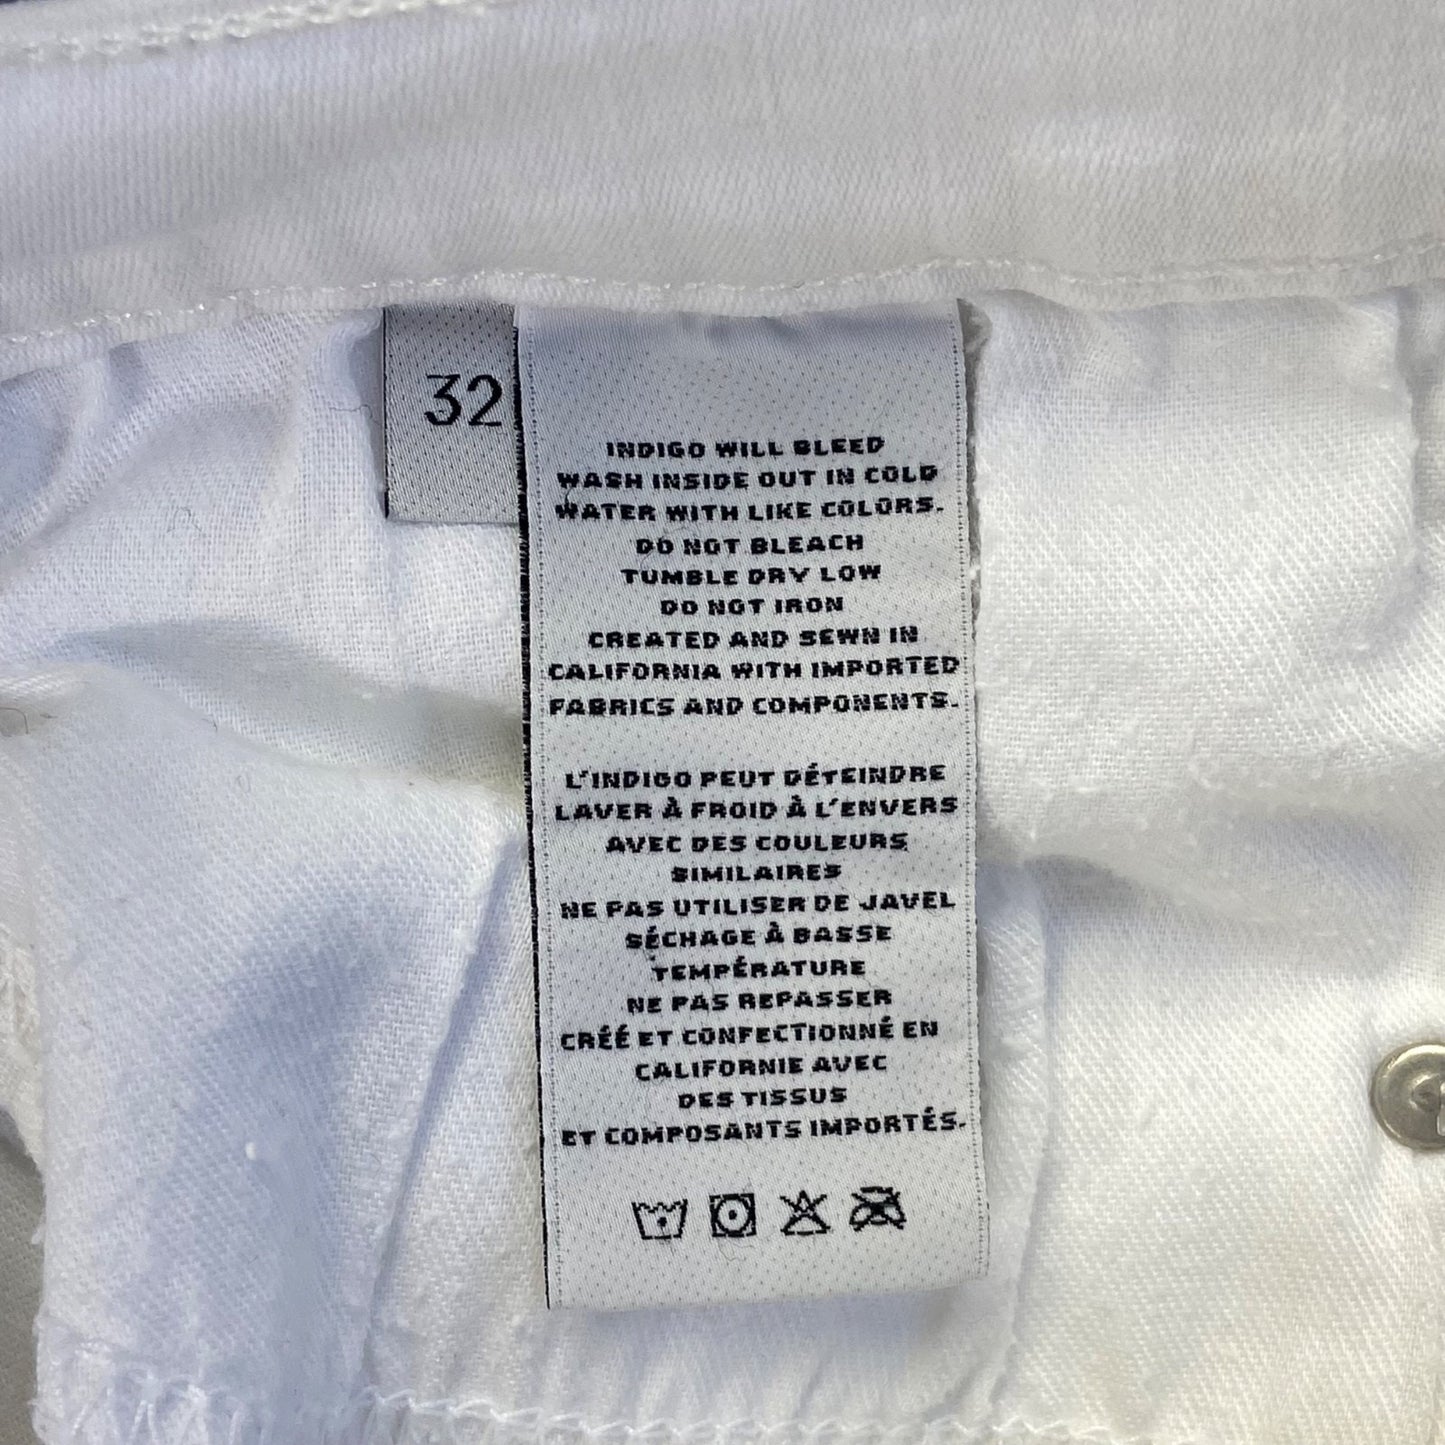 32
INDIGO WILL BLEED
WASH INSIDE OUT IN COLD
WATER WITH LIKE COLORS.
DO NOT BLEACH
TUMBLE DRY LOW
DO NOT IRON
CREATED AND SEWN IN
CALIFORNIA WITH IMPORTED
FABRICS AND COMPONENTS.
L'INDIGO PEUT DÉTEINDRE
LAVER À FROID À L'ENVERS
AVEC DES COULEURS
SIMILAIRES
NE PAS UTILISER DE JAVEL
SÉCHAGE À BASSE
TEMPÉRATURE
NE PAS REPASSER
CRÉÉ ET CONFECTIONNÉ EN
CALIFORNIE AVEC
DES TISSUS
ET COMPOSANTS IMPORTÉS.